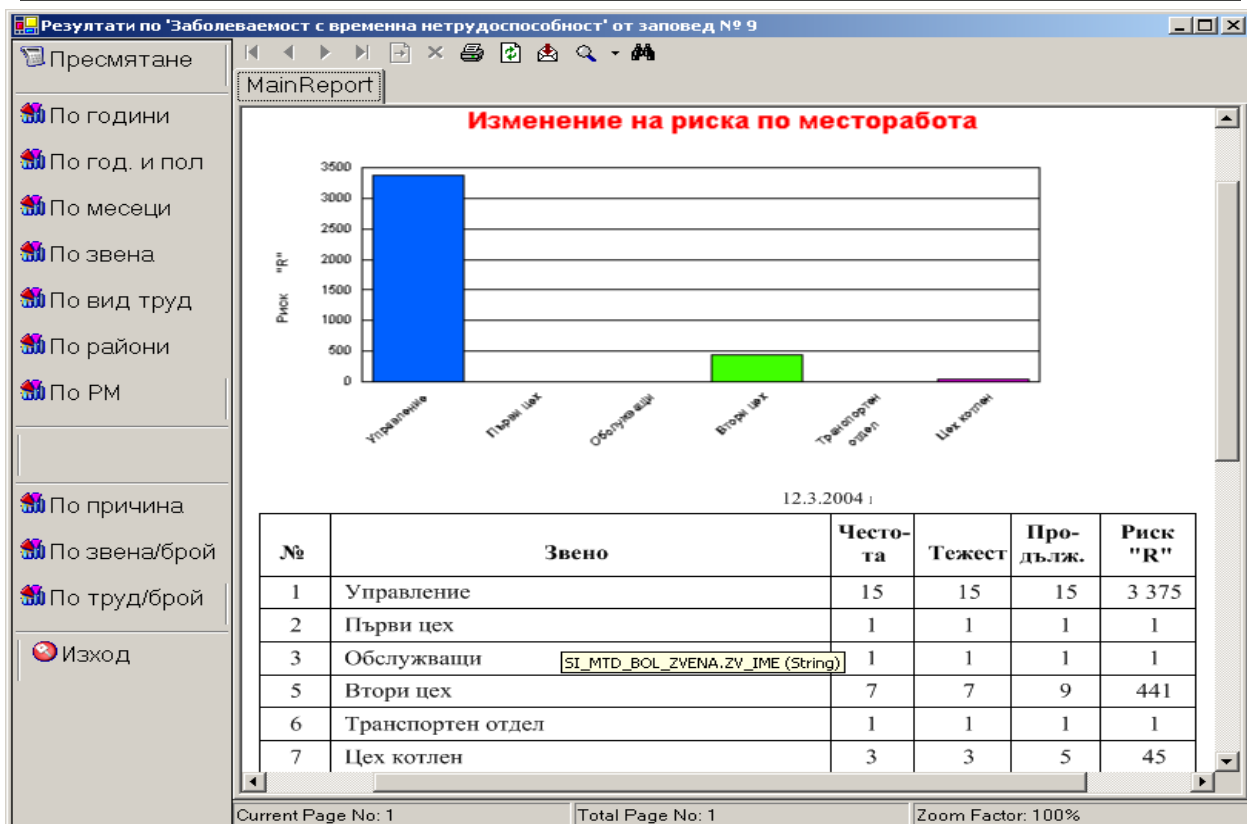 Резултати по 'Заболеваемост с временна нетрудоспособност' от заповед № 9
Пресмятане
По години
По год. и пол
По месеци
По звена
По вид труд
По райони
По РМ
По причина
По звена/брой
По труд/брой
Изход
MainReport
Изменение на риска по месторабота
Риск "R"
3500
3000
2500
2000
1500
1000
500
0
Управление
Първи цех
Обслужващи
Втори цех
Транспортен
отдел
Цех котлен
12.3.2004
№ Звено Често-та Тежест Про-дълж. Риск "R"
1 Управление 15 15 15 3 375
2 Първи цех 1 1 1 1
3 Обслужващи 1 1 1 1
SI_MTD_BOL_ZVENA.ZV_IME (String)
5 Втори цех 7 7 9 441
6 Транспортен отдел 1 1 1 1
7 Цех котлен 3 3 5 45
Current Page No: 1 Total Page No: 1 Zoom Factor: 100%